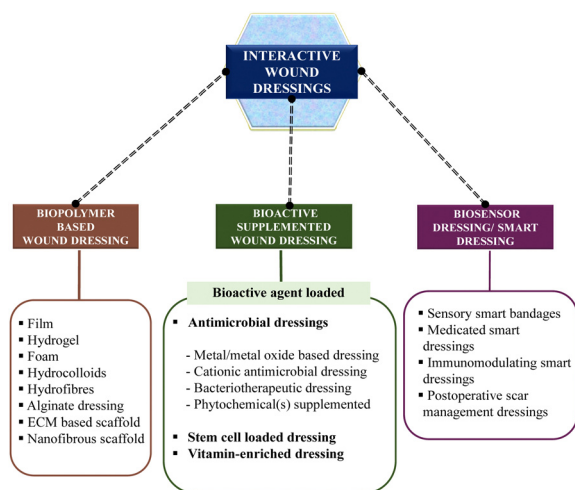 INTERACTIVE
WOUND
DRESSINGS
BIOPOLYMER
BASED
WOUND DRESSING
▪ Film
▪ Hydrogel
▪ Foam
▪ Hydrocolloids
▪ Hydrofibres
▪ Alginate dressing
▪ ECM based scaffold
▪ Nanofibrous scaffold
BIOACTIVE
SUPPLEMENTED
WOUND DRESSING
Bioactive agent loaded
▪ Antimicrobial dressings
- Metal/metal oxide based dressing
- Cationic antimicrobial dressing
- Bacteriotherapeutic dressing
- Phytochemical(s) supplemented
▪ Stem cell loaded dressing
▪ Vitamin-enriched dressing
BIOSENSOR
DRESSING/ SMART
DRESSING
▪ Sensory smart bandages
▪ Medicated smart
dressings
▪ Immunomodulating smart
dressings
▪ Postoperative scar
management dressings